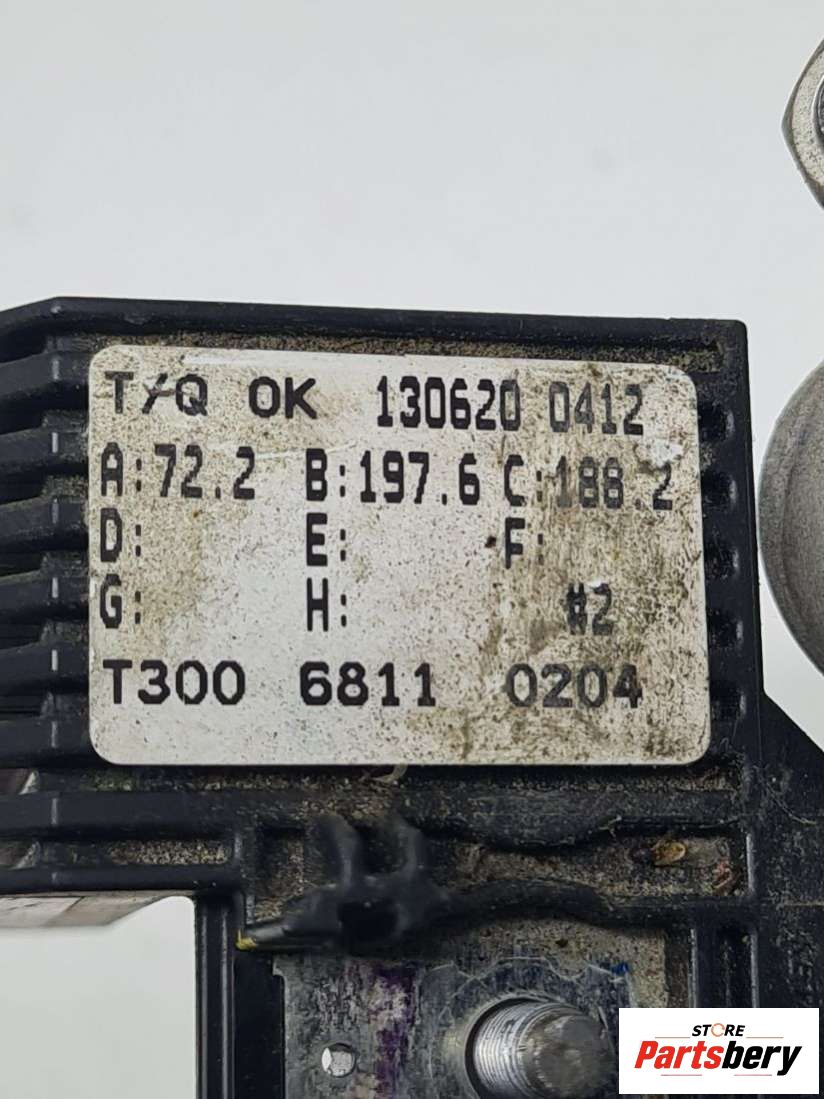 T/Q OK 130620 0412
A:72.2 B:197.6 C:188.2
D: E: F:
G: H: #2
T300 6811 0204
STORE
Partsbery